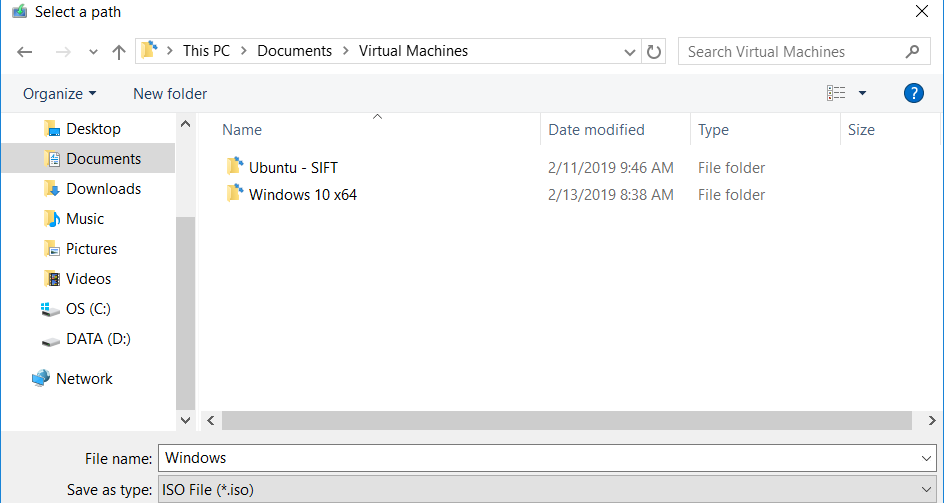 Select a path
This PC > Documents > Virtual Machines
Search Virtual Machines
Organize New folder ?
Name Date modified Type Size
Ubuntu - SIFT 2/11/2019 9:46 AM File folder
Windows 10 x64 2/13/2019 8:38 AM File folder
Desktop
Documents
Downloads
Music
Pictures
Videos
OS (C:)
DATA (D:)
Network
File name: Windows
Save as type: ISO File (*.iso)